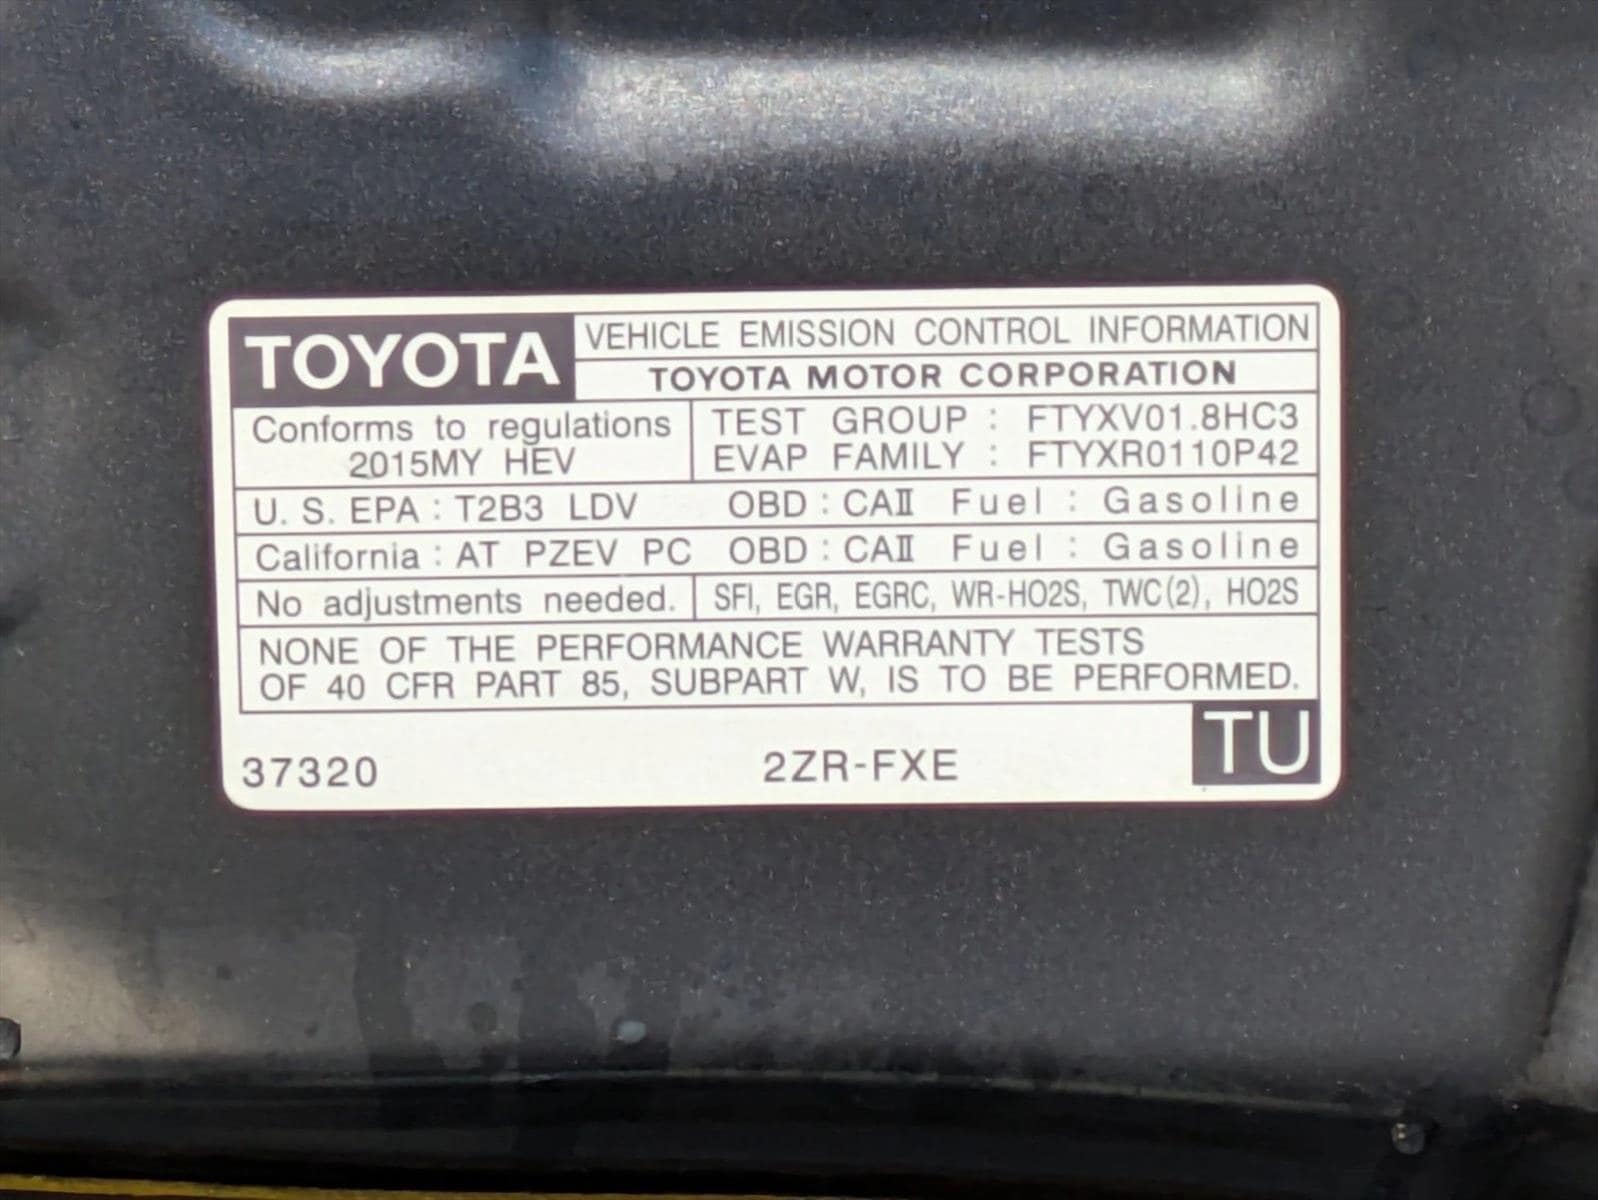 TOYOTA
VEHICLE EMISSION CONTROL INFORMATION
TOYOTA MOTOR CORPORATION
Conforms to regulations
2015MY HEV
TEST GROUP : FTYXV01.8HC3
EVAP FAMILY : FTYXR0110P42
U. S. EPA : T2B3 LDV OBD : CAⅡ Fuel : Gasoline
California : AT PZEV PC OBD : CAⅡ Fuel : Gasoline
No adjustments needed.
SFI, EGR, EGRC, WR-HO2S, TWC(2), HO2S
NONE OF THE PERFORMANCE WARRANTY TESTS
OF 40 CFR PART 85, SUBPART W, IS TO BE PERFORMED.
37320 2ZR-FXE TU